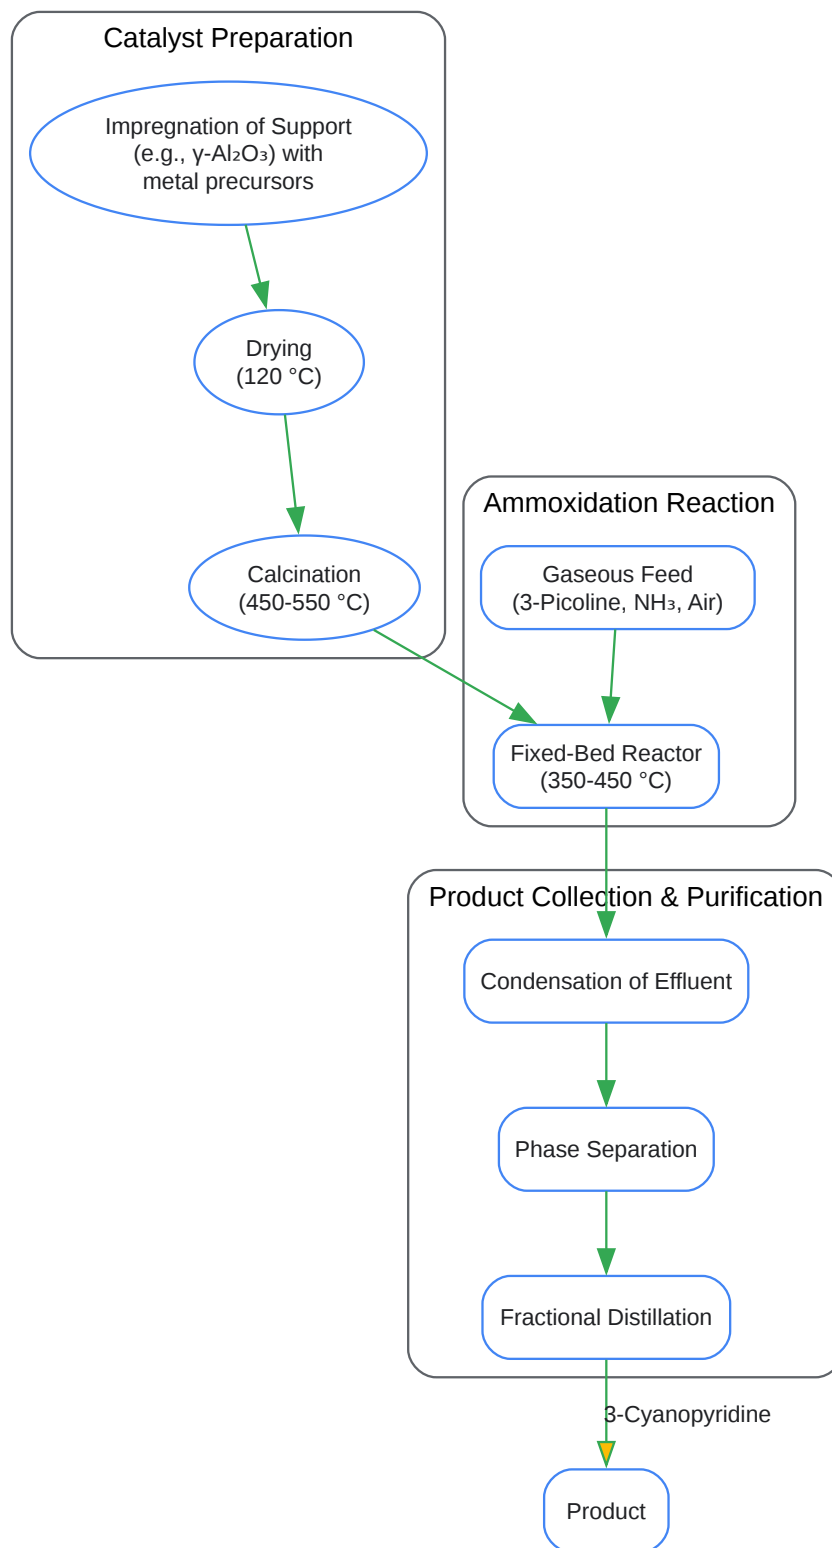 Catalyst Preparation
Impregnation of Support
(e.g., γ-Al₂O₃) with
metal precursors
Drying
(120 °C)
Calcination
(450-550 °C)
Ammoxidation Reaction
Gaseous Feed
(3-Picoline, NH₃, Air)
Fixed-Bed Reactor
(350-450 °C)
Product Collection & Purification
Condensation of Effluent
Phase Separation
Fractional Distillation
3-Cyanopyridine
Product